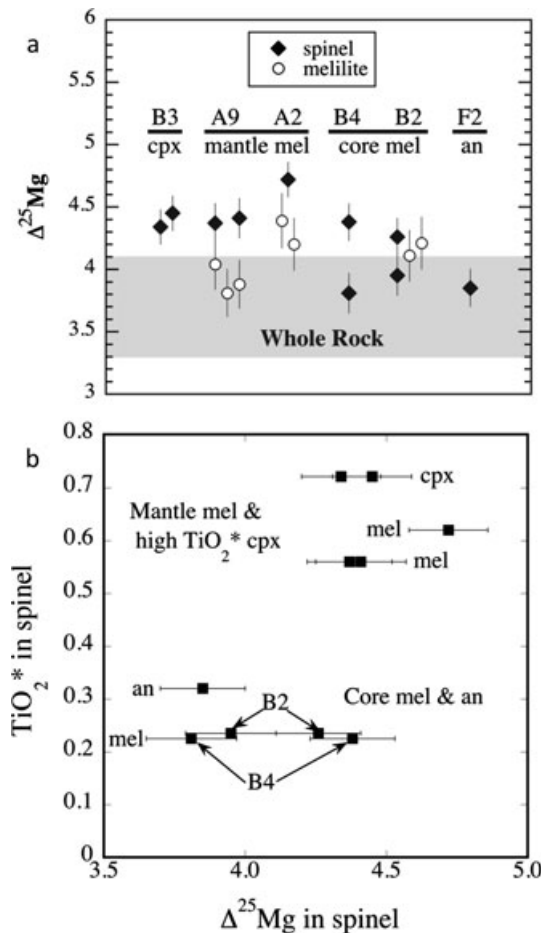 a
6
5.5
5
4.5
4
3.5
3
Δ²⁵Mg
spinel
melilite
B3 A9 A2 B4 B2 F2
cpx mantle mel core mel an
Whole Rock
b
0.8
0.7
0.6
0.5
0.4
0.3
0.2
0.1
0
TiO₂* in spinel
cpx
Mantle mel &
high TiO₂* cpx
mel
mel
an
B2
Core mel & an
mel
B4
3.5 4.0 4.5 5.0
Δ²⁵Mg in spinel